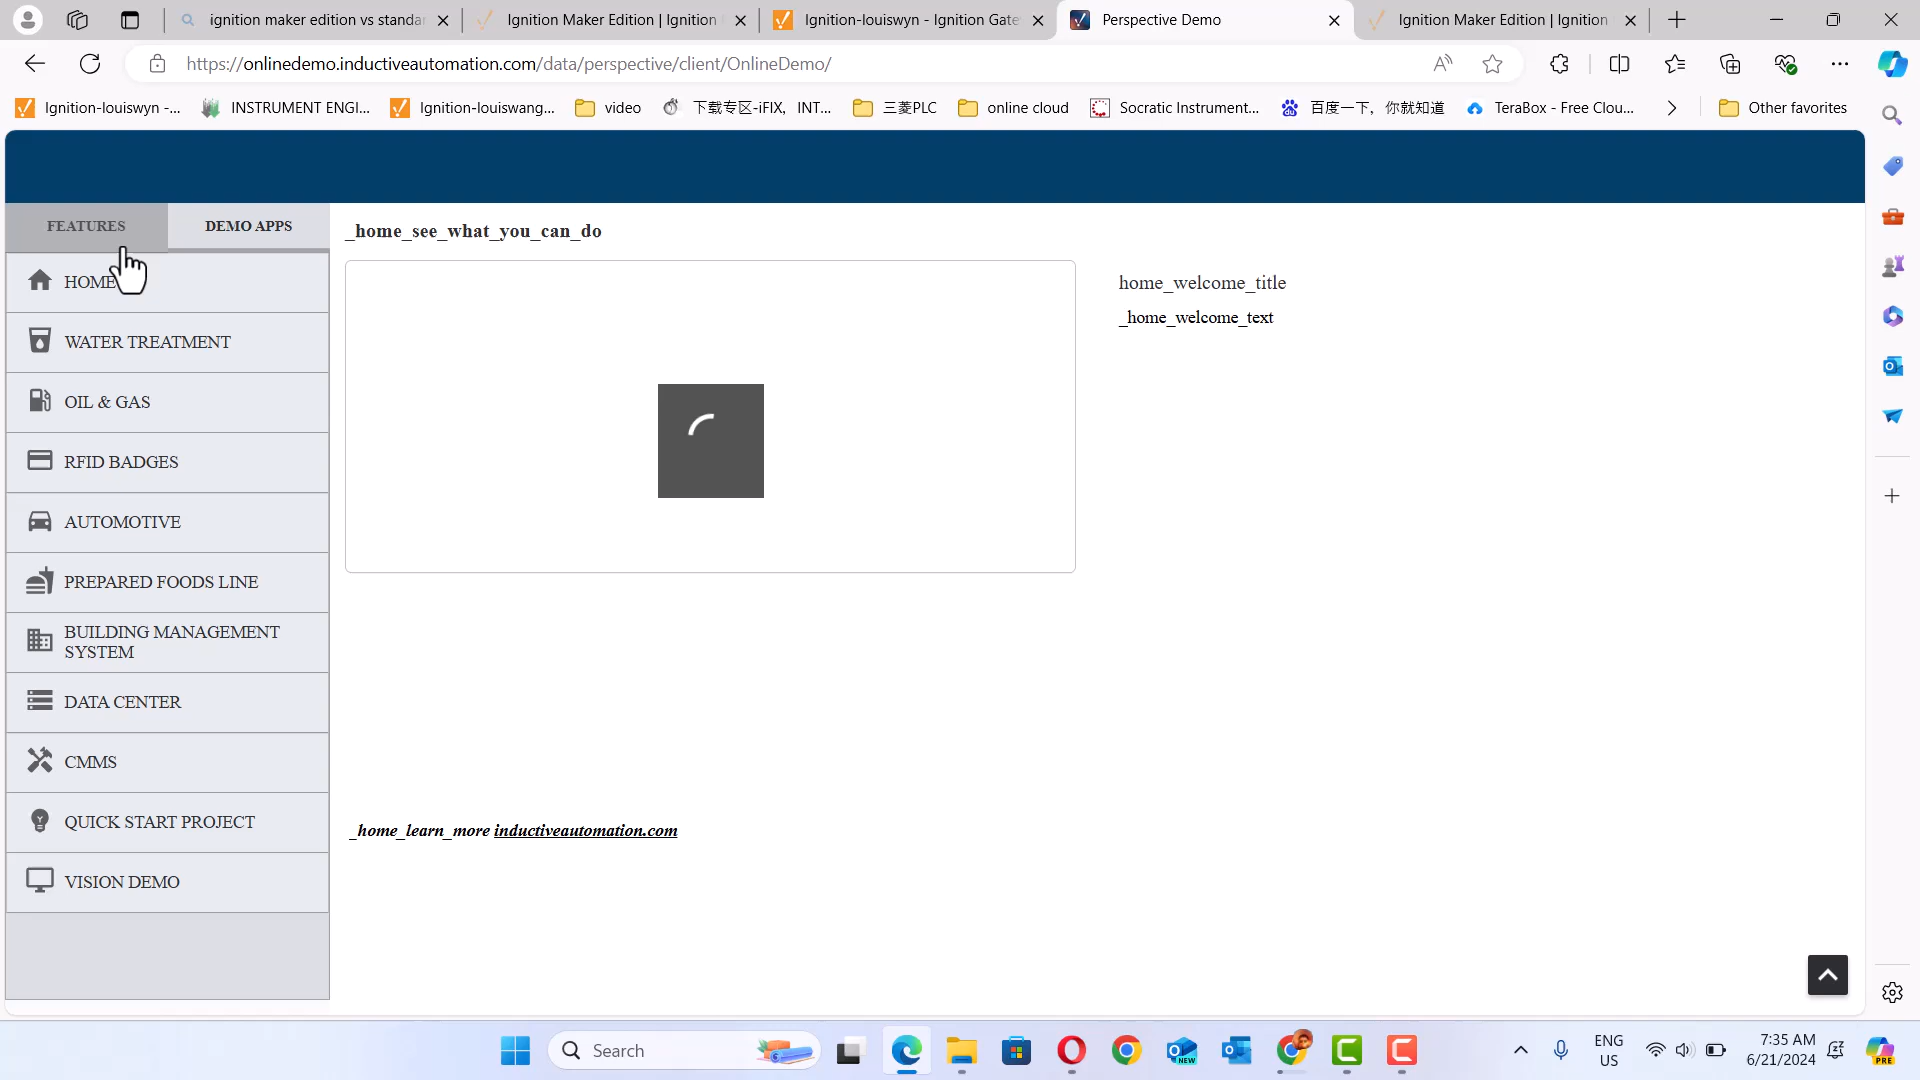 ignition maker edition vs standar
Ignition Maker Edition | Ignition
Ignition-louiswyn - Ignition Gate
Perspective Demo
Ignition Maker Edition | Ignition
https://onlinedemo.inductiveautomation.com/data/perspective/client/OnlineDemo/
Ignition-louiswyn -...
INSTRUMENT ENGI...
Ignition-louiswang...
video
下载专区-iFIX, INT...
三菱PLC
online cloud
Socratic Instrument...
百度一下，你就知道
TeraBox - Free Clou...
Other favorites
FEATURES
DEMO APPS
HOME
WATER TREATMENT
OIL & GAS
RFID BADGES
AUTOMOTIVE
PREPARED FOODS LINE
BUILDING MANAGEMENT
SYSTEM
DATA CENTER
CMMS
QUICK START PROJECT
VISION DEMO
_home_see_what_you_can_do
home_welcome_title
_home_welcome_text
_home_learn_more inductiveautomation.com
Search
NEW
ENG
US
7:35 AM
6/21/2024
PRE